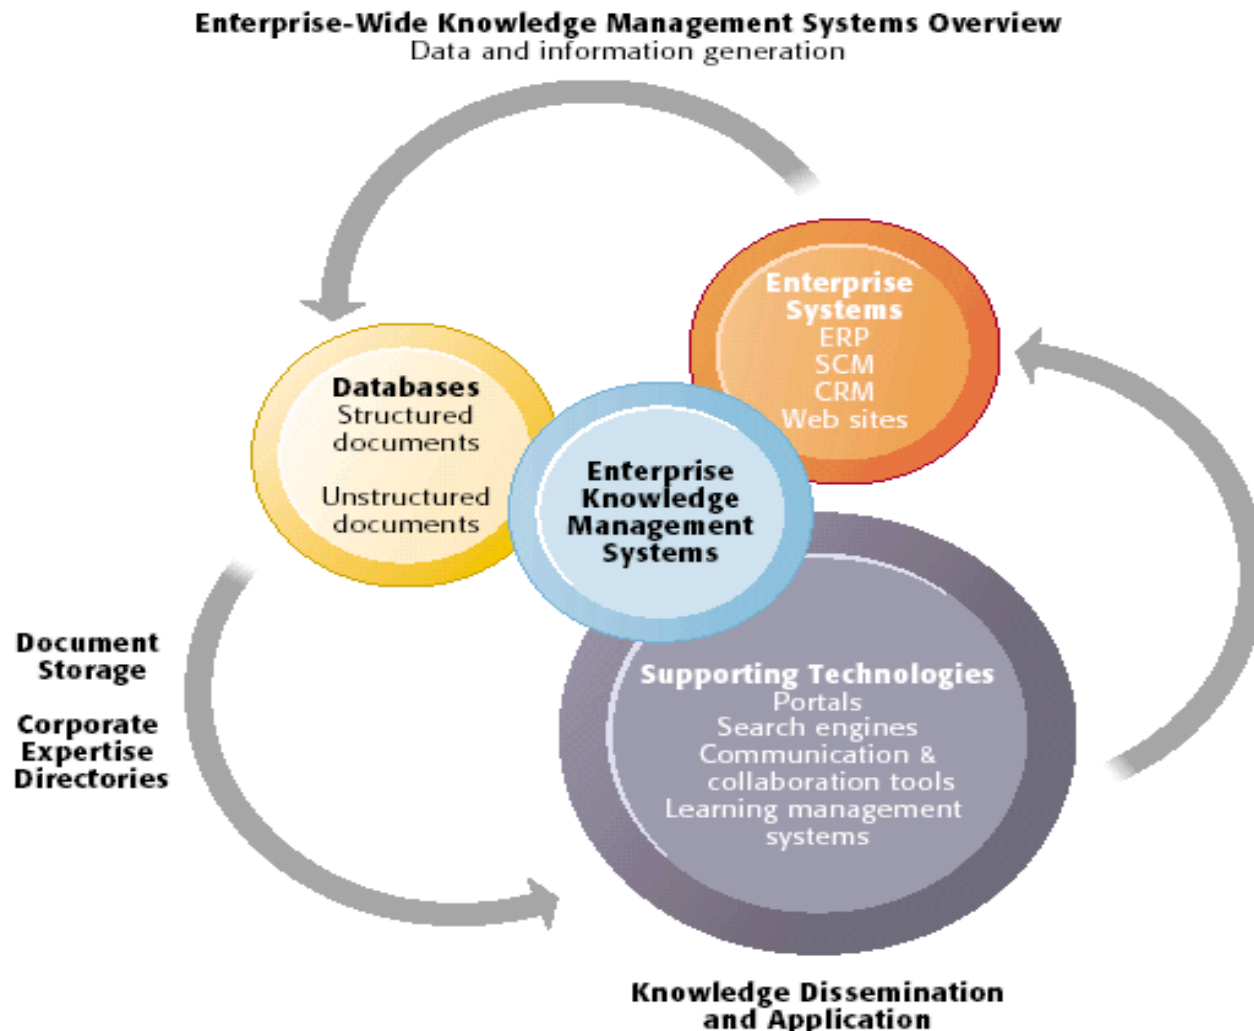 Enterprise-Wide Knowledge Management Systems Overview
Data and information generation
Enterprise
Systems
ERP
SCM
CRM
Web sites
Databases
Structured
documents
Unstructured
documents
Enterprise
Knowledge
Management
Systems
Document
Storage
Corporate
Expertise
Directories
Supporting Technologies
Portals
Search engines
Communication &
collaboration tools
Learning management
systems
Knowledge Dissemination
and Application